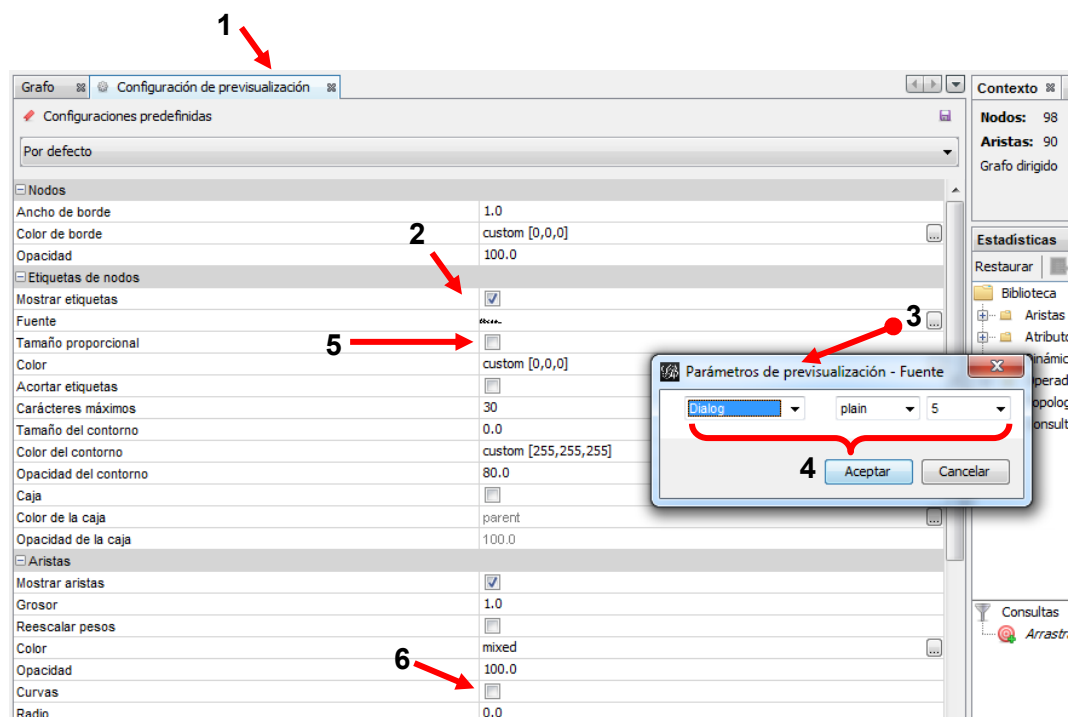 1
Grafo Configuración de previsualización
Configuraciones predefinidas
Por defecto
Nodos
Ancho de borde 1.0
Color de borde custom [0,0,0] ...
Opacidad 100.0
2
Etiquetas de nodos
Mostrar etiquetas
Fuente ...
3
Tamaño proporcional
5
Color custom [0,0,0]
Acortar etiquetas
Carácteres máximos 30
Tamaño del contorno 0.0
Color del contorno custom [255,255,255]
Opacidad del contorno 80.0
Caja
Color de la caja parent ...
Opacidad de la caja 100.0
Aristas
Mostrar aristas
Grosor 1.0
Reescalar pesos
Color mixed ...
6
Opacidad 100.0
Curvas
Radio 0.0
Parámetros de previsualización - Fuente
Dialog plain 5
4
Aceptar Cancelar
Contexto
Nodos: 98
Aristas: 90
Grafo dirigido
Estadísticas
Restaurar
Biblioteca
Aristas
Atributo
inámic
perad
opolog
onsult
Consultas
Arrastr